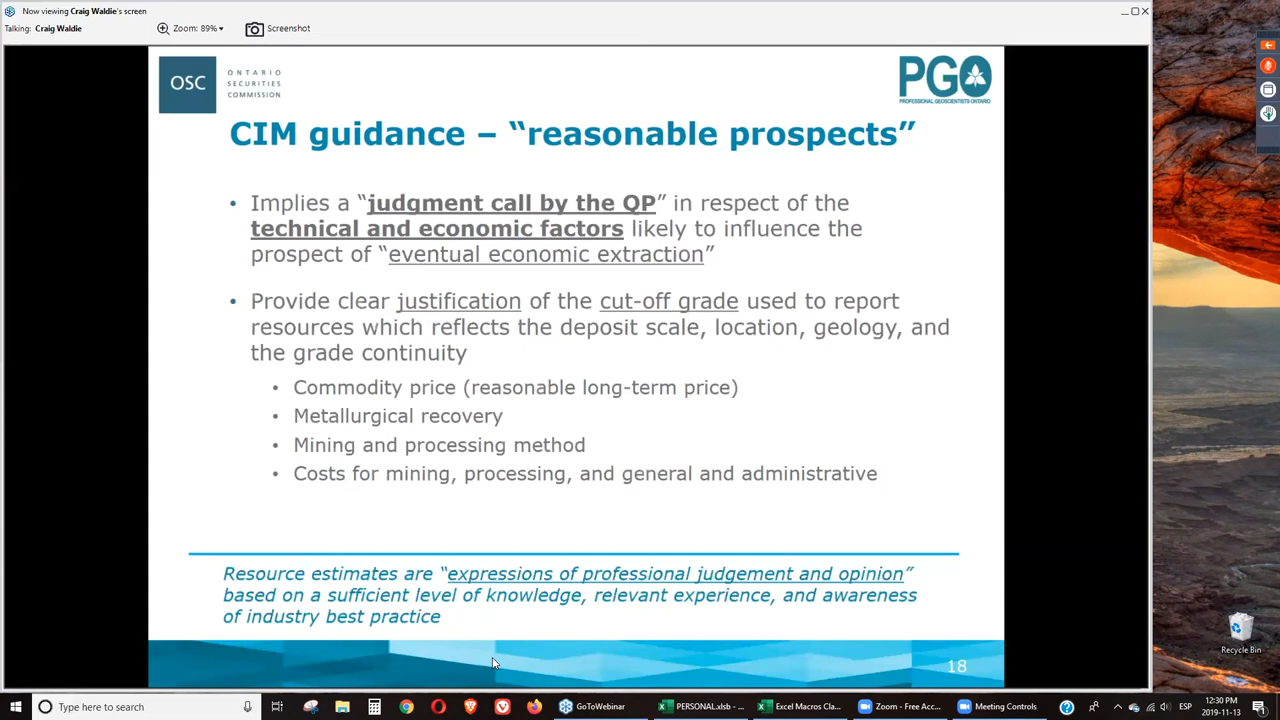 Now viewing Craig Waldie's screen
Talking: Craig Waldie
Zoom: 89%
Screenshot
OSC
ONTARIO
SECURITIES
COMMISSION
PGO
PROFESSIONAL GEOSCIENTISTS ONTARIO
CIM guidance – “reasonable prospects”
• Implies a “judgment call by the QP” in respect of the
technical and economic factors likely to influence the
prospect of “eventual economic extraction”
• Provide clear justification of the cut-off grade used to report
resources which reflects the deposit scale, location, geology, and
the grade continuity
• Commodity price (reasonable long-term price)
• Metallurgical recovery
• Mining and processing method
• Costs for mining, processing, and general and administrative
Resource estimates are “expressions of professional judgement and opinion”
based on a sufficient level of knowledge, relevant experience, and awareness
of industry best practice
18
Recycle Bin
Type here to search
GoToWebinar
PERSONAL.xlsb - ...
Excel Macros Cla...
Zoom - Free Acc...
Meeting Controls
ESP
12:30 PM
2019-11-13